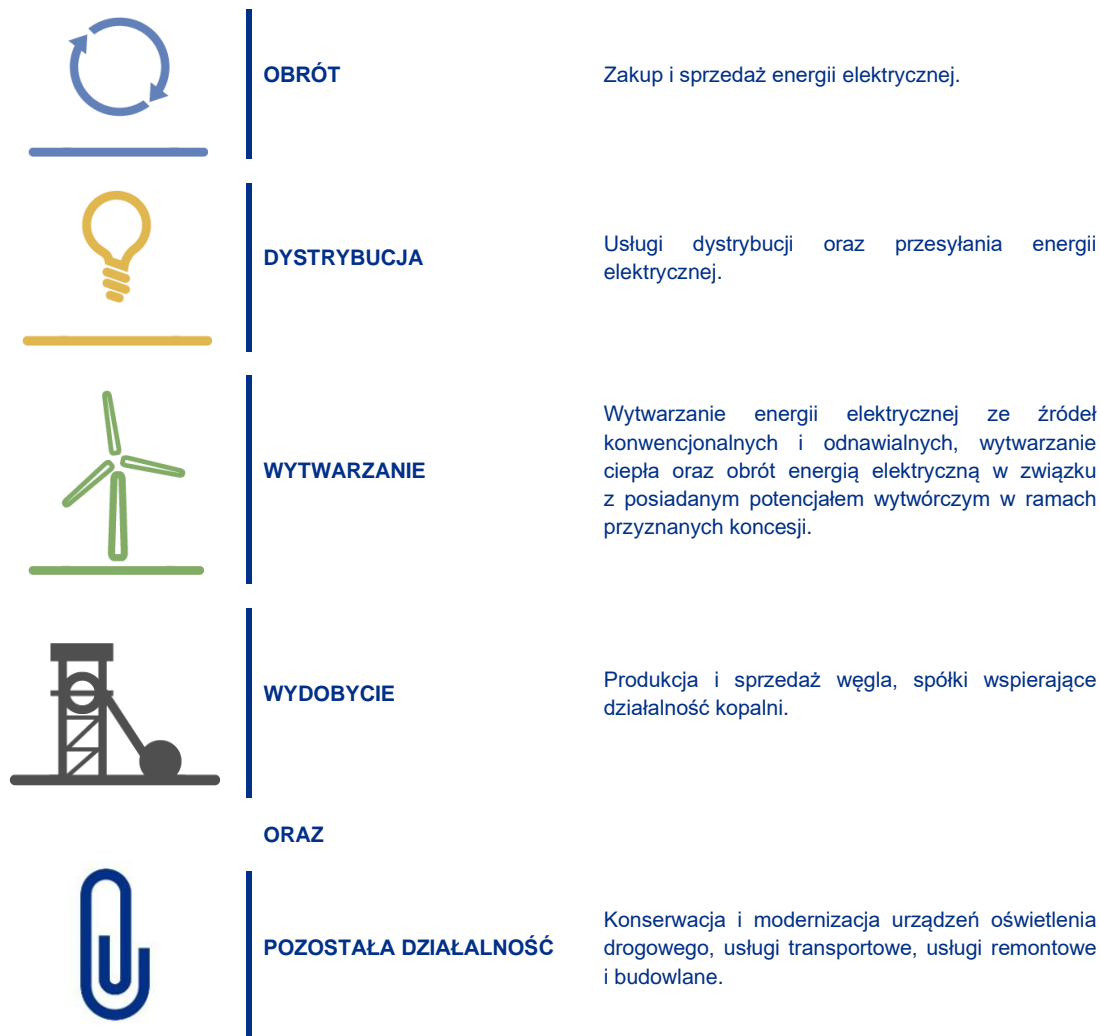 OBRÓT
Zakup i sprzedaż energii elektrycznej.
DYSTRYBUCJA
Usługi dystrybucji oraz przesyłania energii
elektrycznej.
WYTWARZANIE
Wytwarzanie energii elektrycznej ze źródeł
konwencjonalnych i odnawialnych, wytwarzanie
ciepła oraz obrót energią elektryczną w związku
z posiadanym potencjałem wytwórczym w ramach
przyznanych koncesji.
WYDOBYCIE
Produkcja i sprzedaż węgla, spółki wspierające
działalność kopalni.
ORAZ
POZOSTAŁA DZIAŁALNOŚĆ
Konserwacja i modernizacja urządzeń oświetlenia
drogowego, usługi transportowe, usługi remontowe
i budowlane.